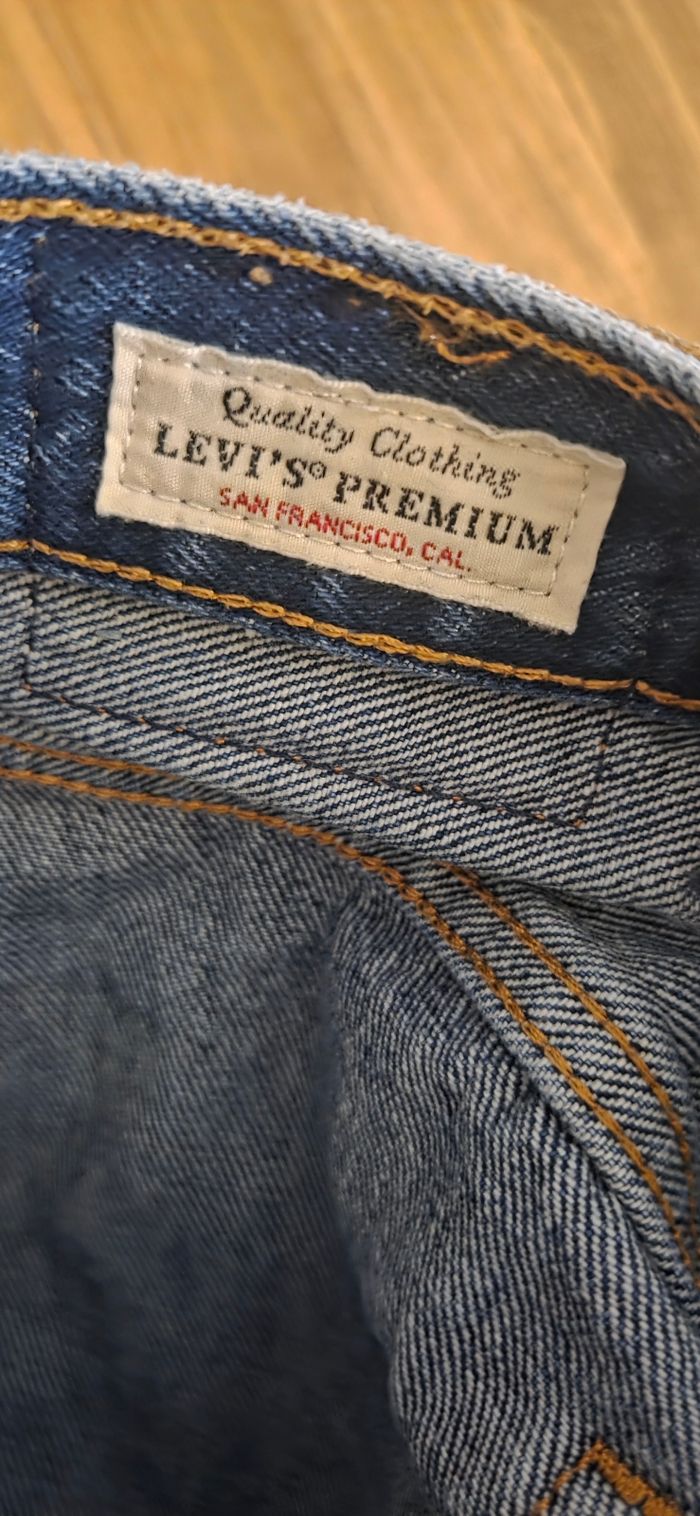 Quality Clothing
LEVI'S® PREMIUM
SAN FRANCISCO, CAL.